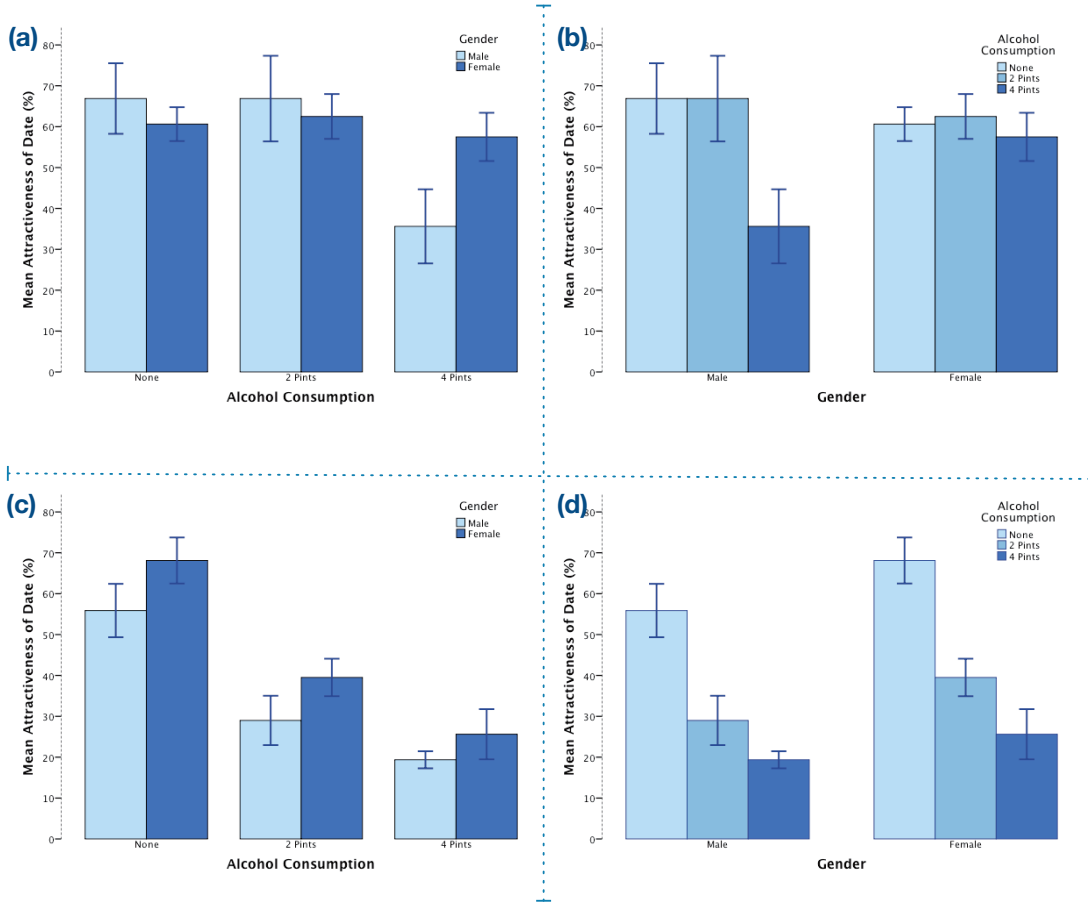 (a)
Gender
Male
Female
Mean Attractiveness of Date (%)
80
70
60
50
40
30
20
10
0
None
2 Pints
4 Pints
Alcohol Consumption
(b)
Alcohol
Consumption
None
2 Pints
4 Pints
Mean Attractiveness of Date (%)
80
70
60
50
40
30
20
10
0
Male
Female
Gender
(c)
Gender
Male
Female
Mean Attractiveness of Date (%)
80
70
60
50
40
30
20
10
0
None
2 Pints
4 Pints
Alcohol Consumption
(d)
Alcohol
Consumption
None
2 Pints
4 Pints
Mean Attractiveness of Date (%)
80
70
60
50
40
30
20
10
0
Male
Female
Gender